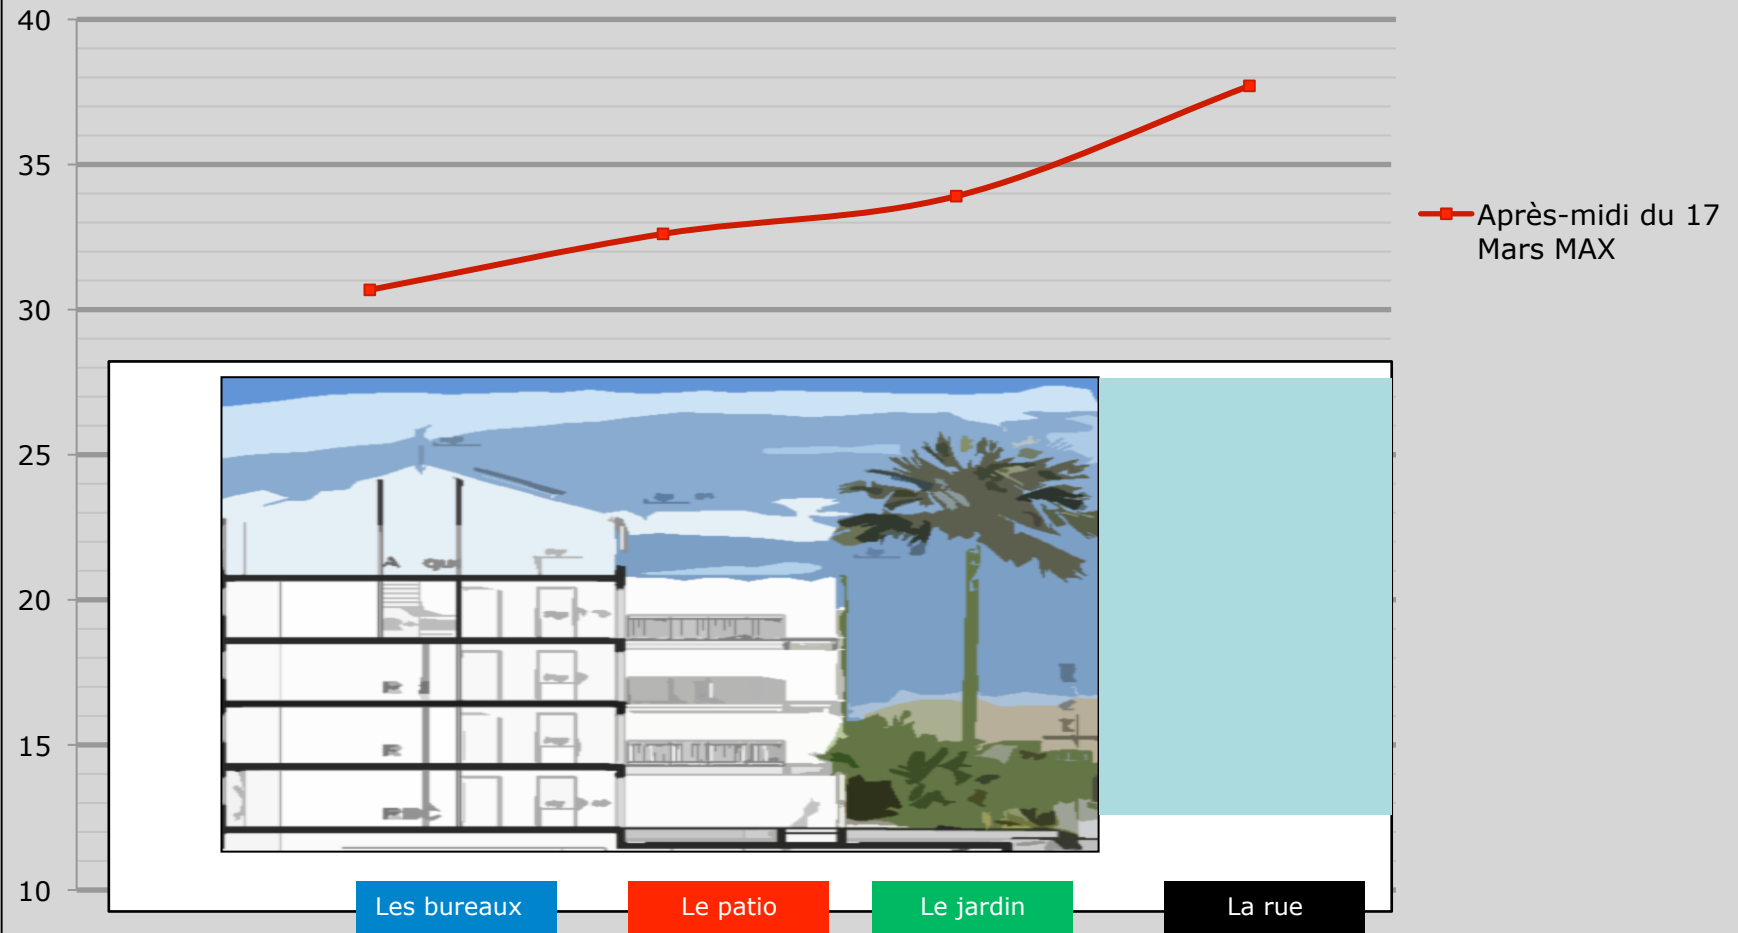 40
35
30
25
20
15
10
Après-midi du 17
Mars MAX
Les bureaux
Le patio
Le jardin
La rue